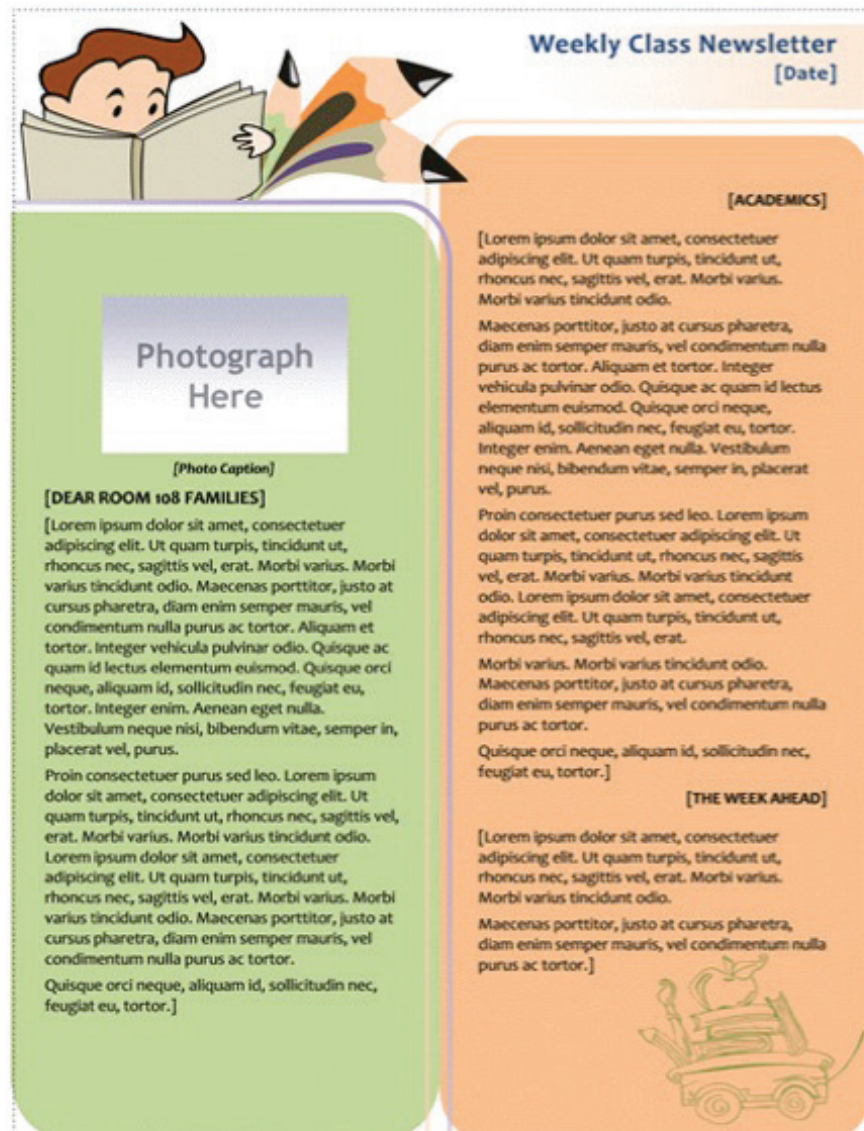 Weekly Class Newsletter
[Date]
Photograph
Here
[Photo Caption]
[DEAR ROOM 108 FAMILIES]
[Lorem ipsum dolor sit amet, consectetuer
adipiscing elit. Ut quam turpis, tincidunt ut,
rhoncus nec, sagittis vel, erat. Morbi varius. Morbi
varius tincidunt odio. Maecenas porttitor, justo at
cursus pharetra, diam enim semper mauris, vel
condimentum nulla purus ac tortor. Aliquam et
tortor. Integer vehicula pulvinar odio. Quisque ac
quam id lectus elementum euismod. Quisque orci
neque, aliquam id, sollicitudin nec, feugiat eu,
tortor. Integer enim. Aenean eget nulla.
Vestibulum neque nisi, bibendum vitae, semper in,
placerat vel, purus.
Proin consectetuer purus sed leo. Lorem ipsum
dolor sit amet, consectetuer adipiscing elit. Ut
quam turpis, tincidunt ut, rhoncus nec, sagittis vel,
erat. Morbi varius. Morbi varius tincidunt odio.
Lorem ipsum dolor sit amet, consectetuer
adipiscing elit. Ut quam turpis, tincidunt ut,
rhoncus nec, sagittis vel, erat. Morbi varius. Morbi
varius tincidunt odio. Maecenas porttitor, justo at
cursus pharetra, diam enim semper mauris, vel
condimentum nulla purus ac tortor.
Quisque orci neque, aliquam id, sollicitudin nec,
feugiat eu, tortor.]
[ACADEMICS]
[Lorem ipsum dolor sit amet, consectetuer
adipiscing elit. Ut quam turpis, tincidunt ut,
rhoncus nec, sagittis vel, erat. Morbi varius.
Morbi varius tincidunt odio.
Maecenas porttitor, justo at cursus pharetra,
diam enim semper mauris, vel condimentum nulla
purus ac tortor. Aliquam et tortor. Integer
vehicula pulvinar odio. Quisque ac quam id lectus
elementum euismod. Quisque orci neque,
aliquam id, sollicitudin nec, feugiat eu, tortor.
Integer enim. Aenean eget nulla. Vestibulum
neque nisi, bibendum vitae, semper in, placerat
vel, purus.
Proin consectetuer purus sed leo. Lorem ipsum
dolor sit amet, consectetuer adipiscing elit. Ut
quam turpis, tincidunt ut, rhoncus nec, sagittis
vel, erat. Morbi varius. Morbi varius tincidunt
odio. Lorem ipsum dolor sit amet, consectetuer
adipiscing elit. Ut quam turpis, tincidunt ut,
rhoncus nec, sagittis vel, erat.
Morbi varius. Morbi varius tincidunt odio.
Maecenas porttitor, justo at cursus pharetra,
diam enim semper mauris, vel condimentum nulla
purus ac tortor.
Quisque orci neque, aliquam id, sollicitudin nec,
feugiat eu, tortor.]
[THE WEEK AHEAD]
[Lorem ipsum dolor sit amet, consectetuer
adipiscing elit. Ut quam turpis, tincidunt ut,
rhoncus nec, sagittis vel, erat. Morbi varius.
Morbi varius tincidunt odio.
Maecenas porttitor, justo at cursus pharetra,
diam enim semper mauris, vel condimentum nulla
purus ac tortor.]